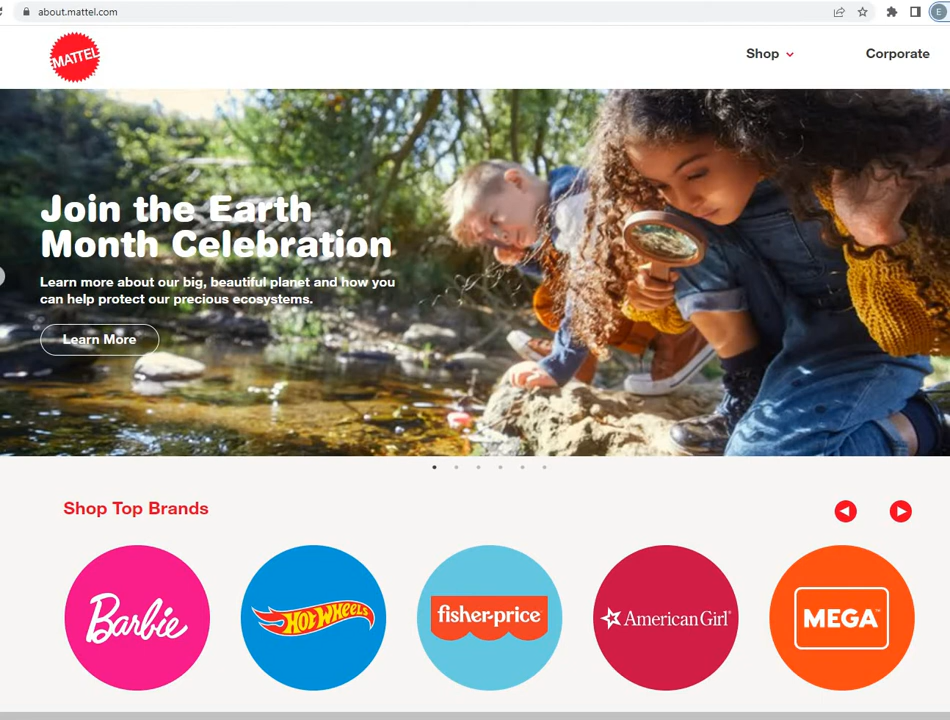 about.mattel.com
E
MATTEL
Shop
Corporate
Join the Earth
Month Celebration
Learn more about our big, beautiful planet and how you
can help protect our precious ecosystems.
Learn More
Shop Top Brands
Barbie
HOT WHEELS
fisher-price
American Girl®
MEGA™